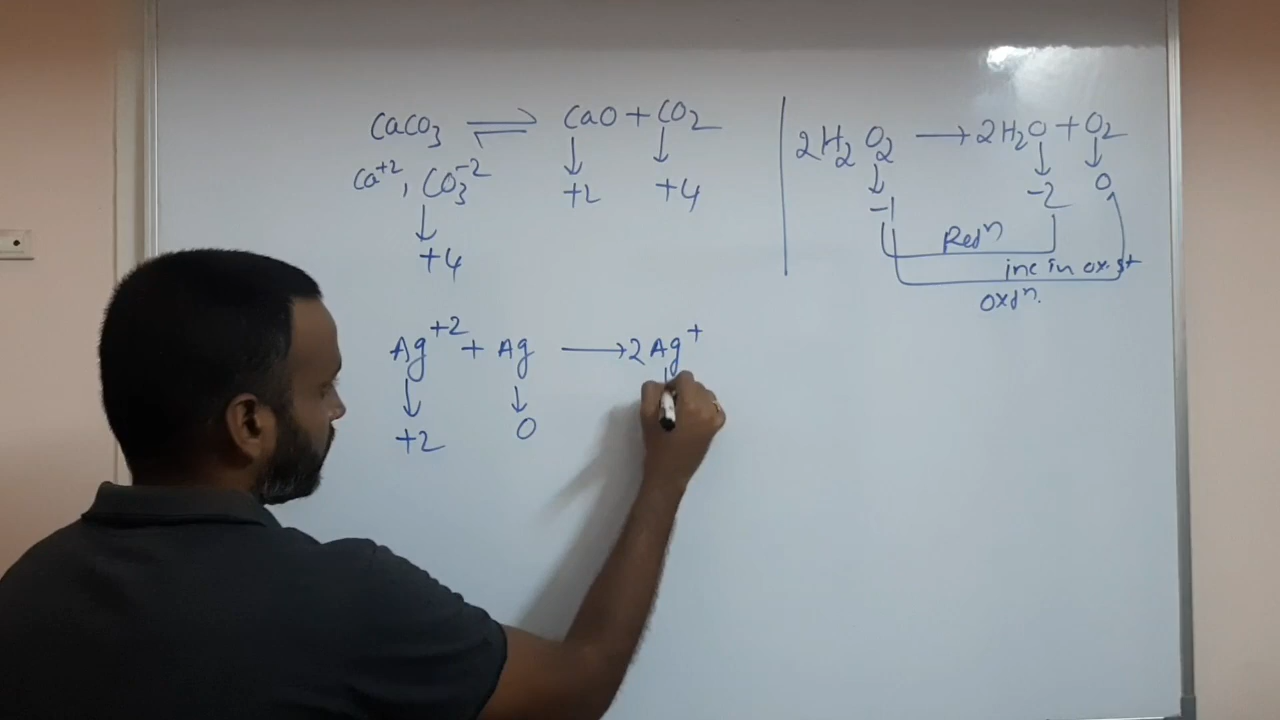 CaCO3 ⇌ CaO + CO2
Ca+2, CO3-2
↓ +2
↓ +4
↓ +4
2H2O2 → 2H2O + O2
↓ -1
↓ -2
↓ 0
Redn
inc in ox. st
oxdn.
Ag+2 + Ag → 2Ag+
↓ +2
↓ 0